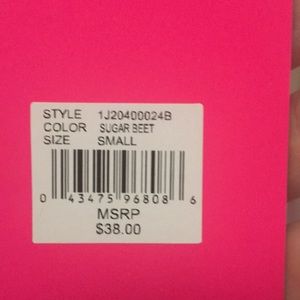 STYLE 1J20400024B
COLOR SUGAR BEET
SIZE SMALL
0 43475 96808 6
MSRP
$38.00